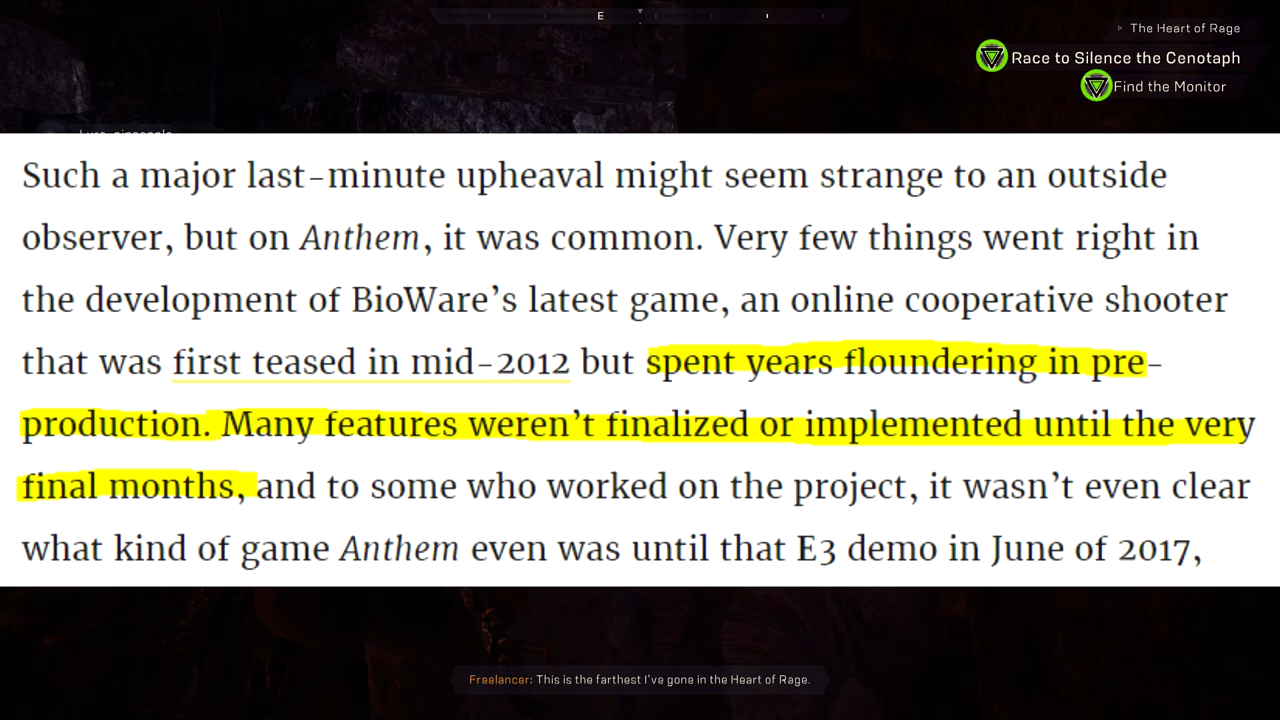 E
The Heart of Rage
Race to Silence the Cenotaph
Find the Monitor
Such a major last-minute upheaval might seem strange to an outside
observer, but on Anthem, it was common. Very few things went right in
the development of BioWare’s latest game, an online cooperative shooter
that was first teased in mid-2012 but spent years floundering in pre-
production. Many features weren’t finalized or implemented until the very
final months, and to some who worked on the project, it wasn’t even clear
what kind of game Anthem even was until that E3 demo in June of 2017,
Freelancer: This is the farthest I've gone in the Heart of Rage.